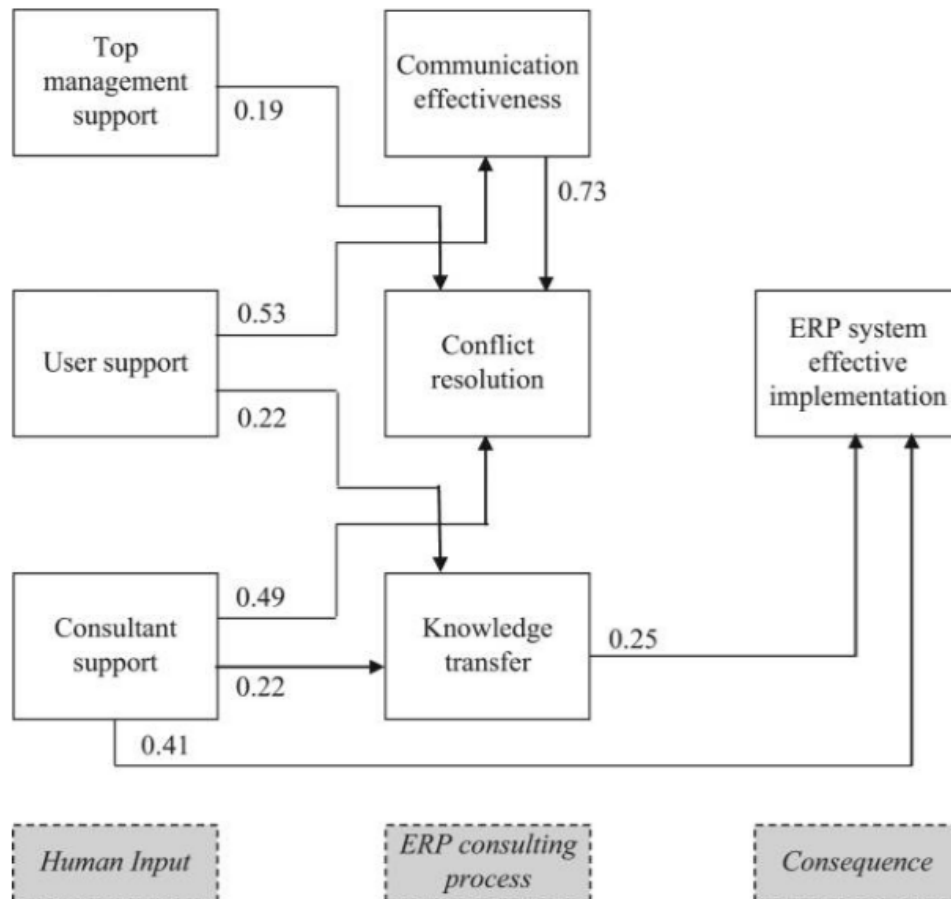 Top
management
support
0.19
Communication
effectiveness
0.73
User support
0.53
0.22
Conflict
resolution
ERP system
effective
implementation
Consultant
support
0.49
0.22
0.41
Knowledge
transfer
0.25
Human Input
ERP consulting
process
Consequence